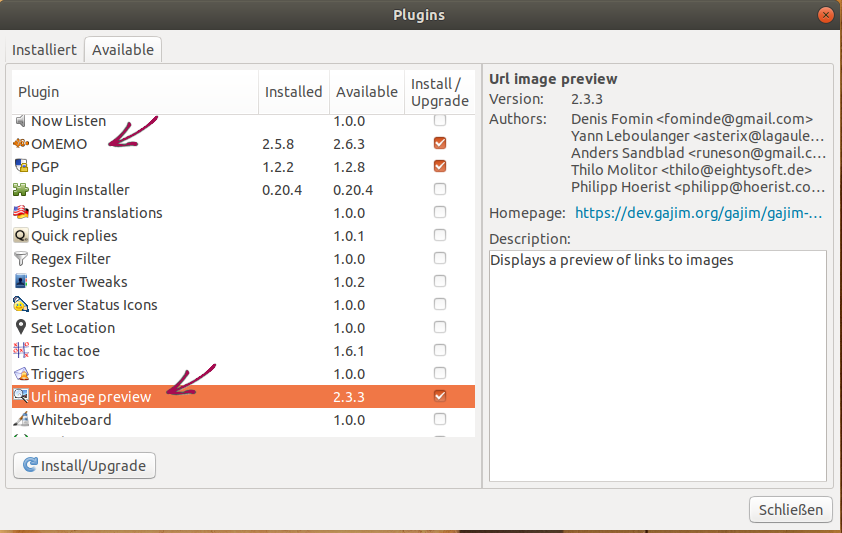 Plugins
Installiert Available
Plugin Installed Available Install / Upgrade
Now Listen 1.0.0
OMEMO 2.5.8 2.6.3
PGP 1.2.2 1.2.8
Plugin Installer 0.20.4 0.20.4
Plugins translations 1.0.0
Quick replies 1.0.1
Regex Filter 1.0.0
Roster Tweaks 1.0.2
Server Status Icons 1.0.0
Set Location 1.0.0
Tic tac toe 1.6.1
Triggers 1.0.0
Url image preview 2.3.3
Whiteboard 1.0.0
Install/Upgrade
Url image preview
Version: 2.3.3
Authors: Denis Fomin <fominde@gmail.com>
Yann Leboulanger <asterix@lagaule…
Anders Sandblad <runeson@gmail.c…
Thilo Molitor <thilo@eightysoft.de>
Philipp Hoerist <philipp@hoerist.co…
Homepage: https://dev.gajim.org/gajim/gajim-…
Description:
Displays a preview of links to images
Schließen